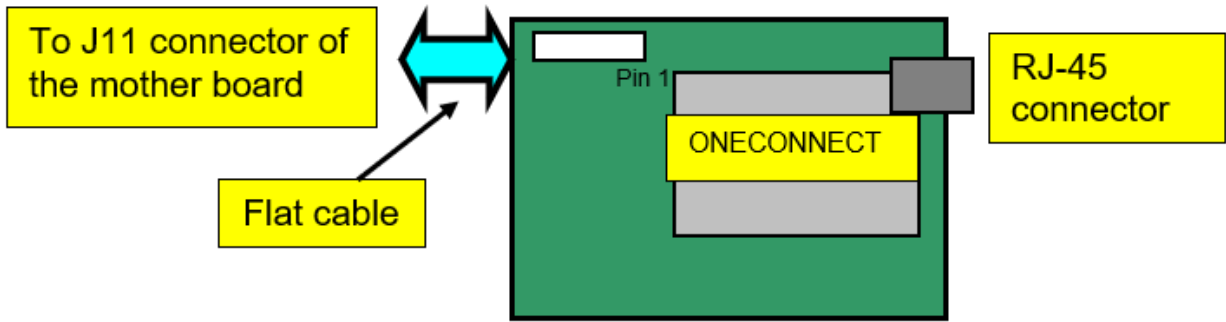 To J11 connector of
the mother board
Pin 1
RJ-45
connector
ONECONNECT
Flat cable